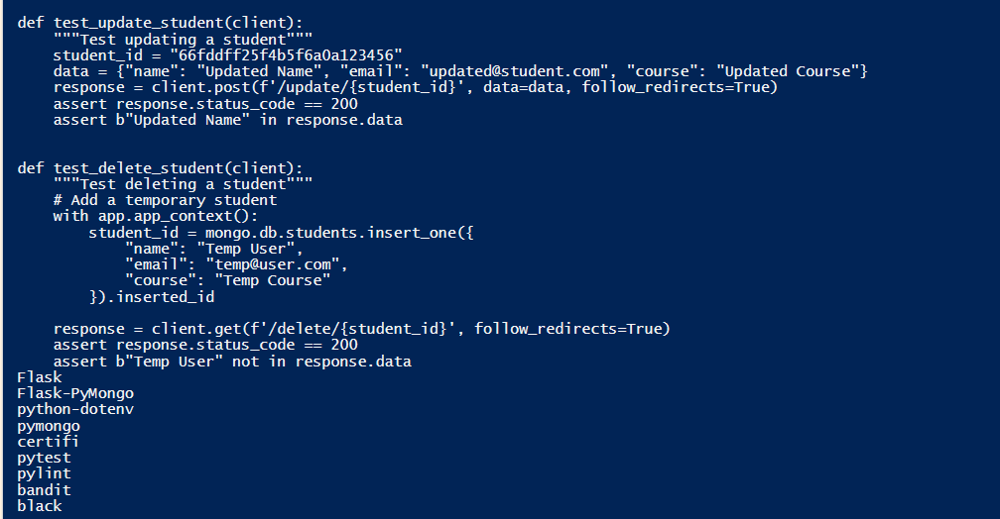 def test_update_student(client):
    """Test updating a student"""
    student_id = "66fddff25f4b5f6a0a123456"
    data = {"name": "Updated Name", "email": "updated@student.com", "course": "Updated Course"}
    response = client.post(f'/update/{student_id}', data=data, follow_redirects=True)
    assert response.status_code == 200
    assert b"Updated Name" in response.data
def test_delete_student(client):
    """Test deleting a student"""
    # Add a temporary student
    with app.app_context():
        student_id = mongo.db.students.insert_one({
            "name": "Temp User",
            "email": "temp@user.com",
            "course": "Temp Course"
        }).inserted_id
    response = client.get(f'/delete/{student_id}', follow_redirects=True)
    assert response.status_code == 200
    assert b"Temp User" not in response.data
Flask
Flask-PyMongo
python-dotenv
pymongo
certifi
pytest
pylint
bandit
black